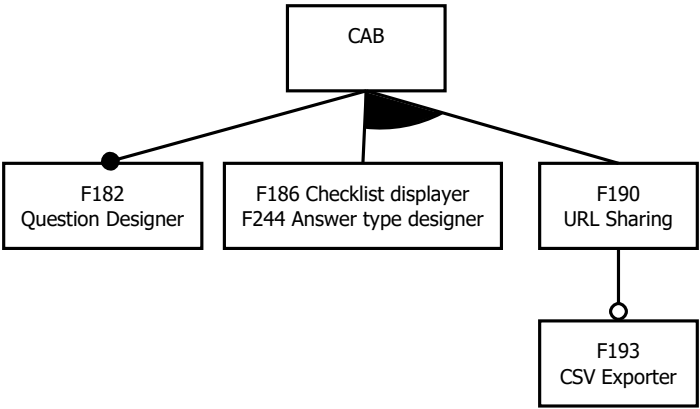 CAB
F182
Question Designer
F186 Checklist displayer
F244 Answer type designer
F190
URL Sharing
F193
CSV Exporter